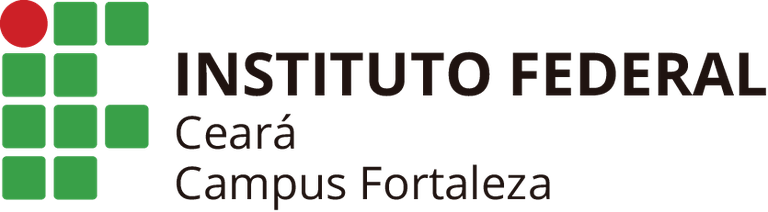 INSTITUTO FEDERAL
Ceará
Campus Fortaleza